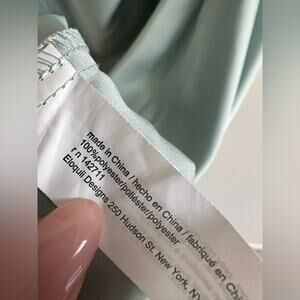 made in China / hecho en China / fabriqué en Ch
100%polyester/poliéster/polyester
r n 142711
Eloquii Designs 250 Hudson St. New York, NY